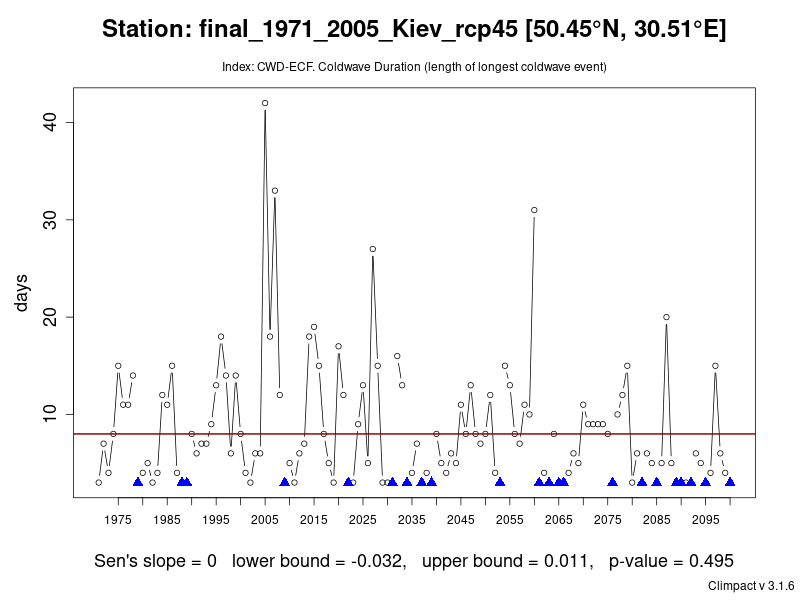 Station: final_1971_2005_Kiev_rcp45 [50.45°N, 30.51°E]
Index: CWD-ECF. Coldwave Duration (length of longest coldwave event)
days
40
30
20
10
1975 1985 1995 2005 2015 2025 2035 2045 2055 2065 2075 2085 2095
Sen's slope = 0 lower bound = -0.032, upper bound = 0.011, p-value = 0.495
Climpact v 3.1.6